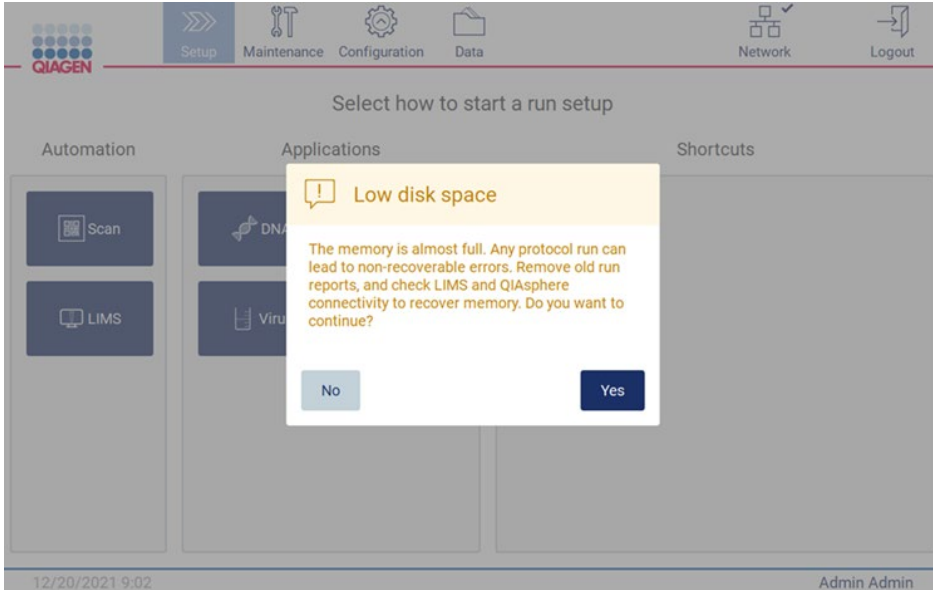 QIAGEN
Setup
Maintenance
Configuration
Data
Network
Logout
Select how to start a run setup
Automation
Applications
Shortcuts
Scan
LIMS
DNA
Viru
Low disk space
The memory is almost full. Any protocol run can
lead to non-recoverable errors. Remove old run
reports, and check LIMS and QIAsphere
connectivity to recover memory. Do you want to
continue?
No
Yes
12/20/2021 9:02
Admin Admin